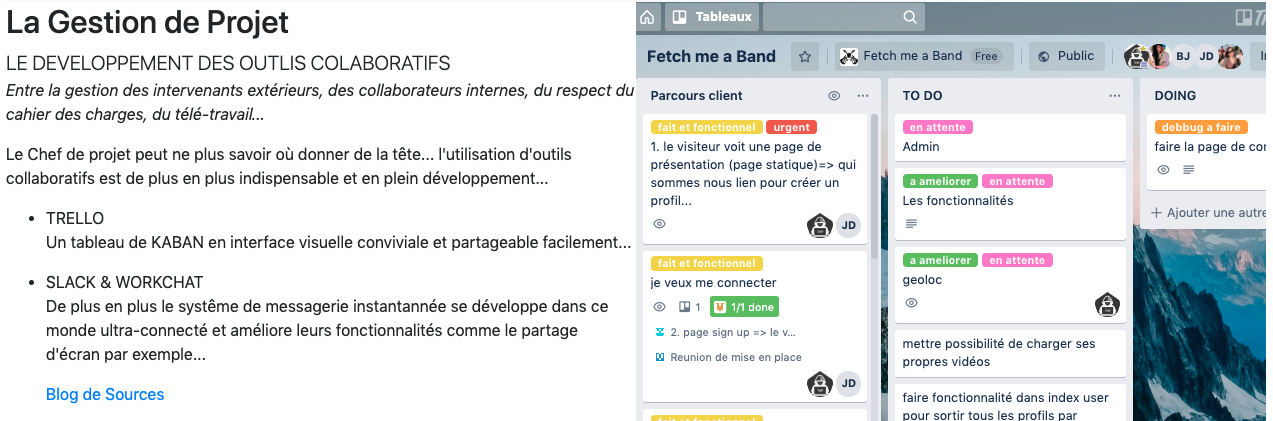 La Gestion de Projet
LE DEVELOPPEMENT DES OUTLIS COLABORATIFS
Entre la gestion des intervenants extérieurs, des collaborateurs internes, du respect du
cahier des charges, du télé-travail...
Le Chef de projet peut ne plus savoir où donner de la tête... l'utilisation d'outils
collaboratifs est de plus en plus indispensable et en plein développement...
TRELLO
Un tableau de KABAN en interface visuelle conviviale et partageable facilement...
SLACK & WORKCHAT
De plus en plus le système de messagerie instantannée se développe dans ce
monde ultra-connecté et améliore leurs fonctionnalités comme le partage
d'écran par exemple...
Blog de Sources
Tableaux
Fetch me a Band
Fetch me a Band Free
Public
BJ JD
Parcours client
fait et fonctionel urgent
1. le visiteur voit une page de
présentation (page statique)=> qui
sommes nous lien pour créer un
profil...
JD
fait et fonctionel
je veux me connecter
1 1/1 done
2. page sign up => le v...
Reunion de mise en place
JD
fait et fonctionel
TO DO
en attente
Admin
a ameliorer en attente
Les fonctionnalités
a ameliorer en attente
geoloc
mettre possibilité de charger ses
propres vidéos
faire fonctionnalité dans index user
pour sortir tous les profils par
DOING
debbug a faire
faire la page de
+ Ajouter une autre